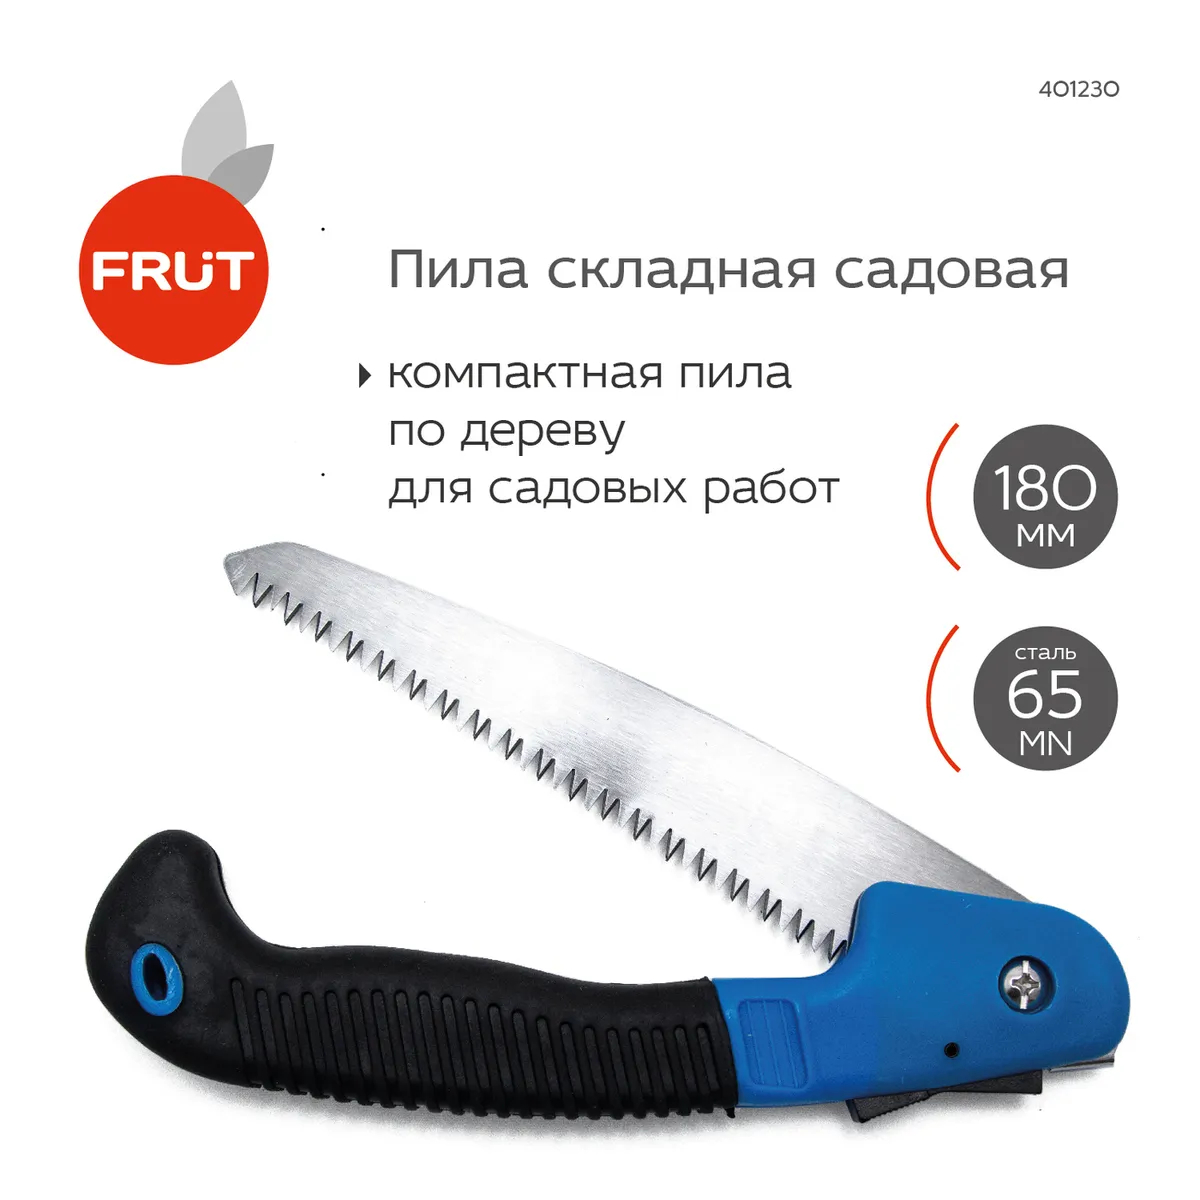 401230
FRUT
Пила складная садовая
компактная пила
по дереву
для садовых работ
180
мм
сталь
65
MN